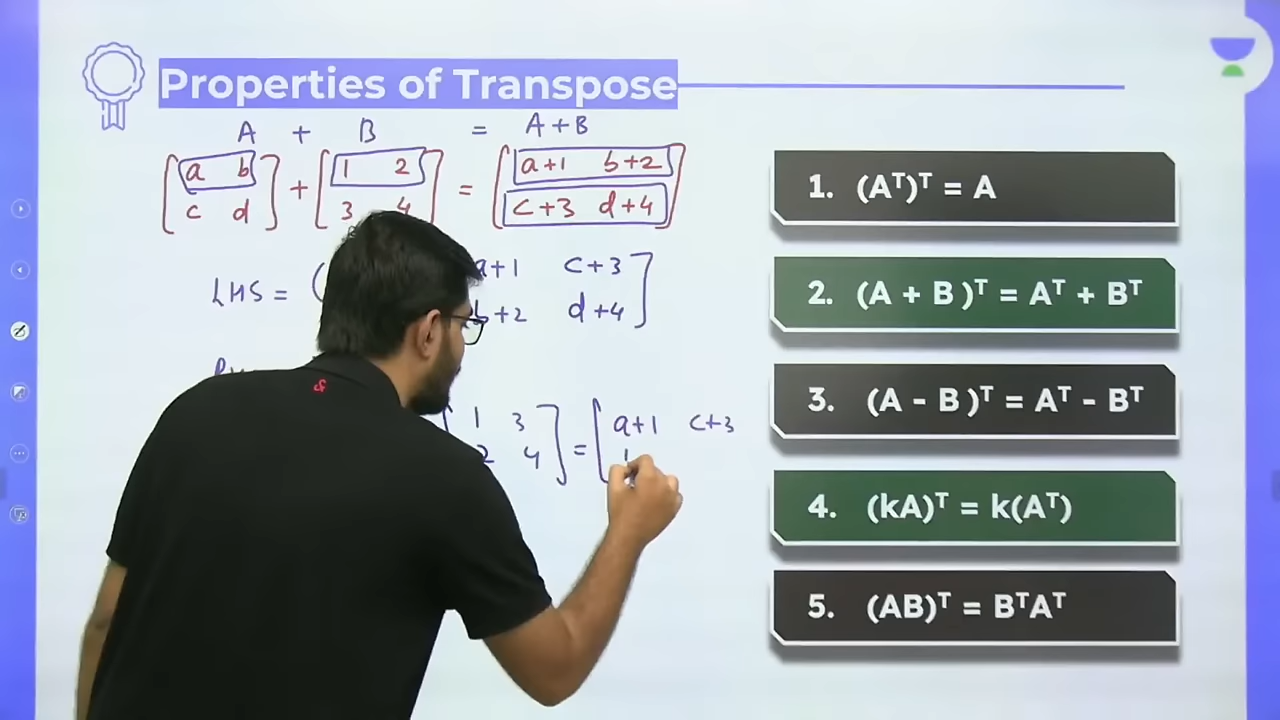 Properties of Transpose
A + B = A+B
[a b] + [1 2] = [a+1 b+2]
[c d] [3 4] [c+3 d+4]
LHS = ( a+1 c+3
b+2 d+4
1 3 = a+1 c+3
2 4
1. (Aᵀ)ᵀ = A
2. (A + B )ᵀ = Aᵀ + Bᵀ
3. (A - B )ᵀ = Aᵀ - Bᵀ
4. (kA)ᵀ = k(Aᵀ)
5. (AB)ᵀ = BᵀAᵀ